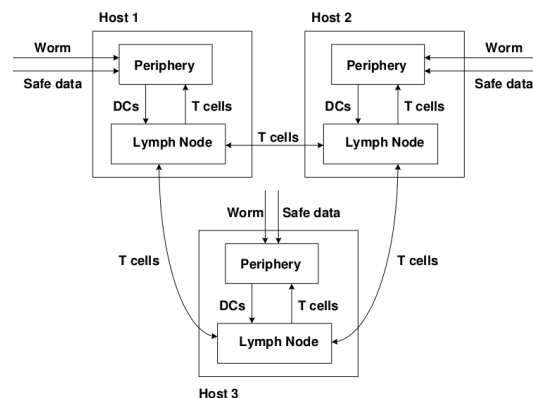 Host 1
Host 2
Worm
Safe data
Periphery
DCs
T cells
Lymph Node
T cells
Periphery
Worm
Safe data
DCs
T cells
Lymph Node
T cells
Worm
Safe data
T cells
Periphery
DCs
T cells
Lymph Node
Host 3